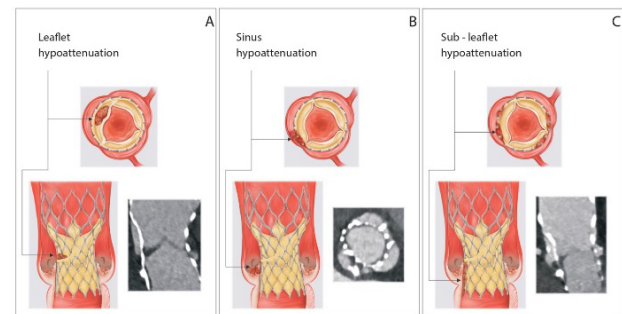 A
Leaflet
hypoattenuation
B
Sinus
hypoattenuation
C
Sub - leaflet
hypoattenuation